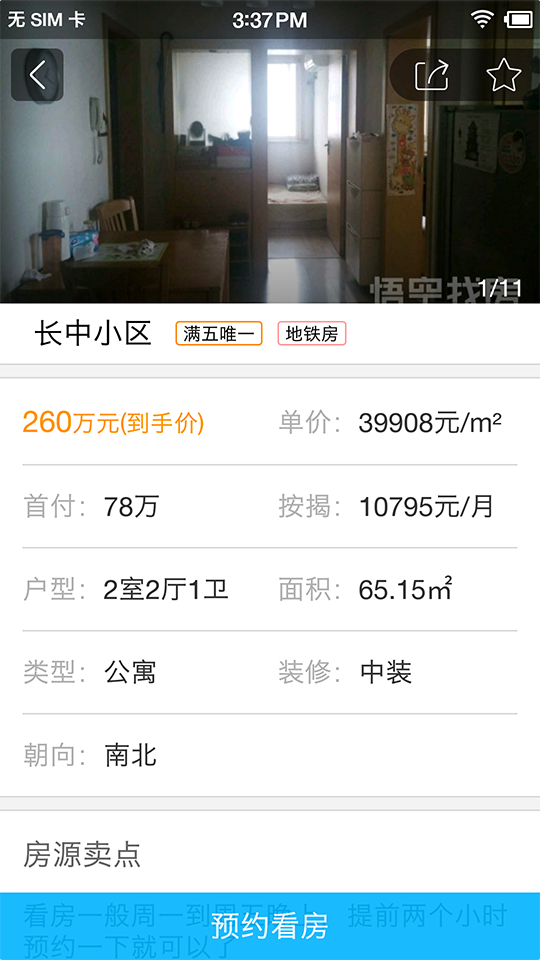 无 SIM 卡
3:37PM
悟空找房
1/11
长中小区 满五唯一 地铁房
260万元(到手价) 单价: 39908元/m²
首付: 78万 按揭: 10795元/月
户型: 2室2厅1卫 面积: 65.15㎡
类型: 公寓 装修: 中装
朝向: 南北
房源卖点
看房一般周一到周五晚上，提前两个小时
预约一下就可以了
预约看房